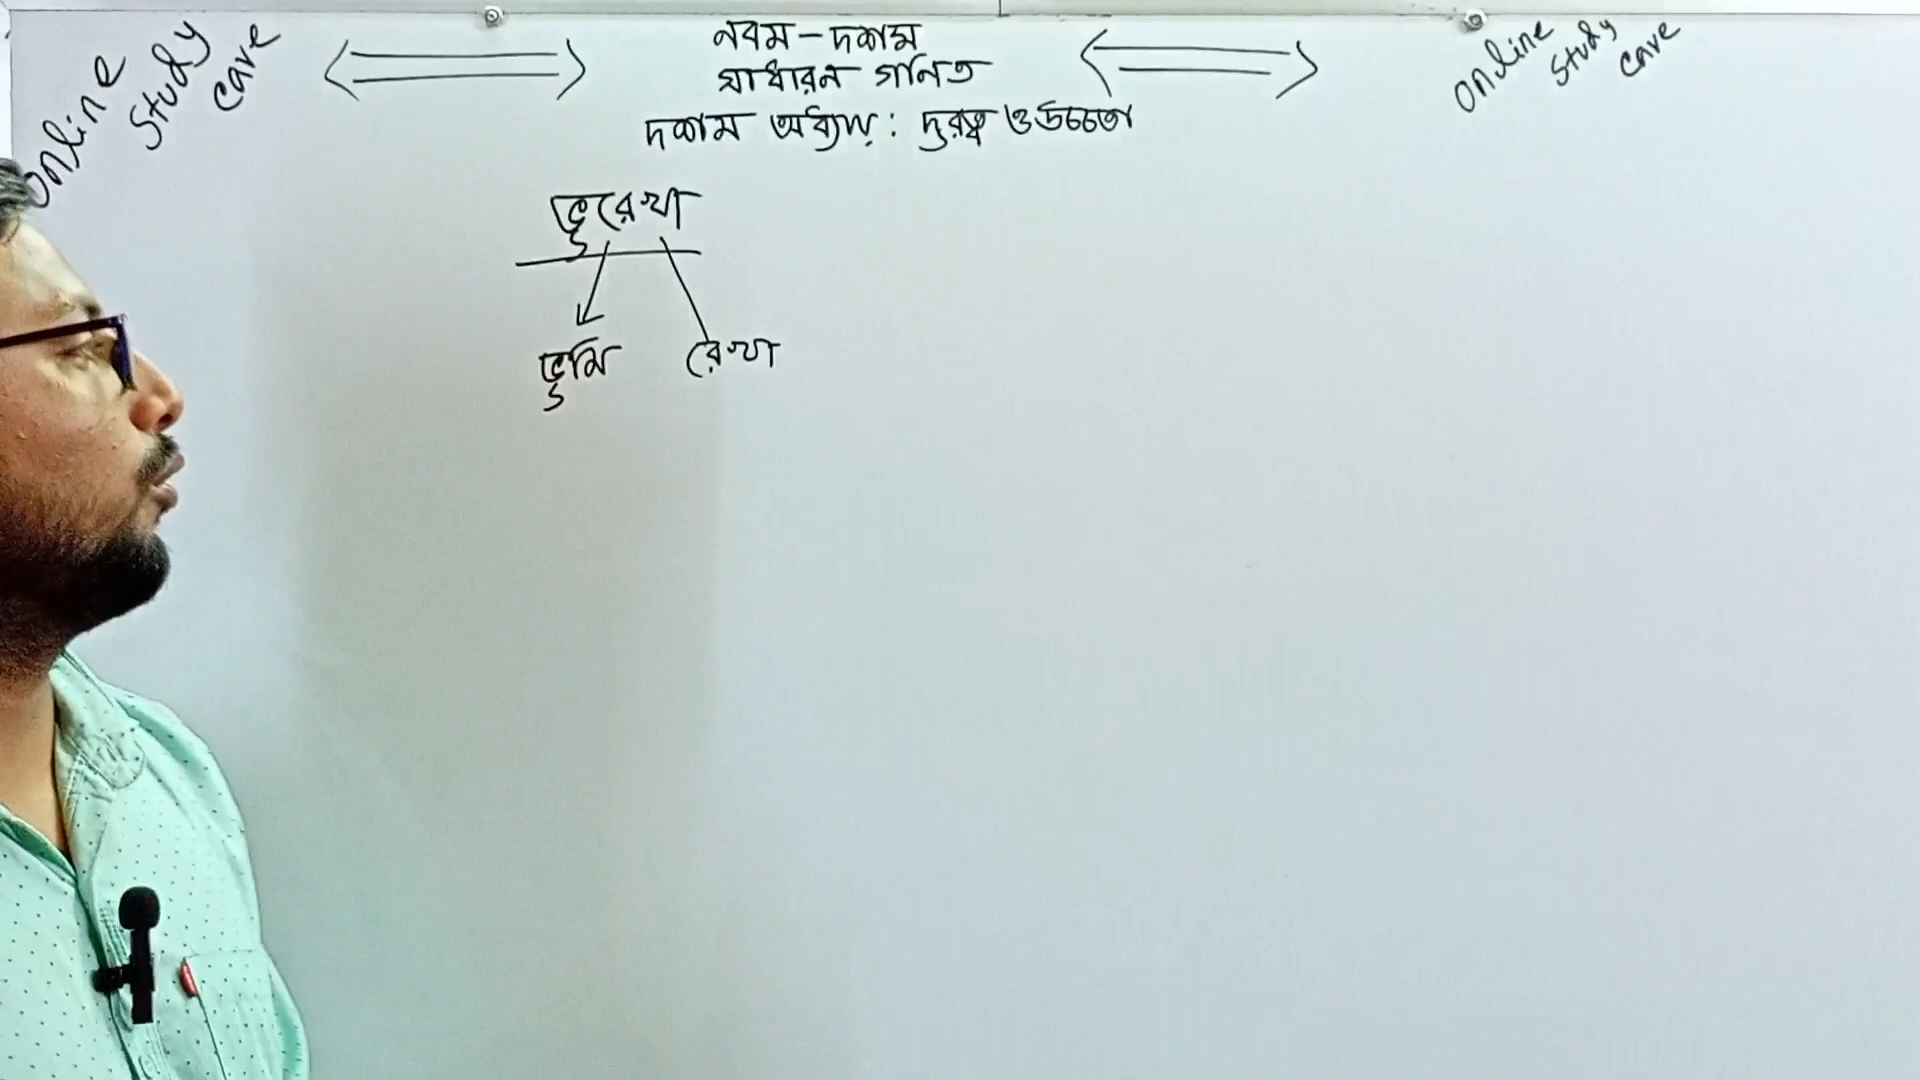 online
study
care
নবম-দশম
সাধারন গনিত
দশম অধ্যায়: দুরত্ব ও উচ্চতা
online
study
care
ভূরেখা
ভূমি রেখা